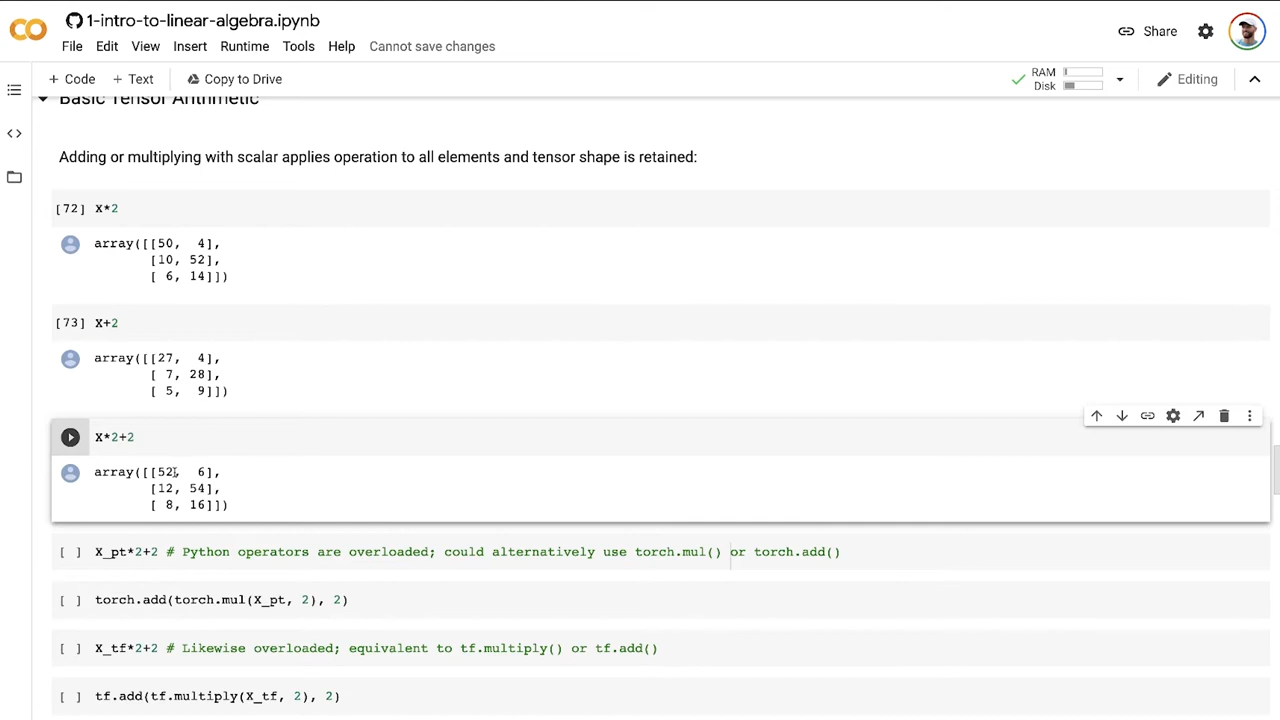 1-intro-to-linear-algebra.ipynb
Share
File Edit View Insert Runtime Tools Help Cannot save changes
+ Code + Text Copy to Drive
RAM
Disk
Editing
Basic Tensor Arithmetic
Adding or multiplying with scalar applies operation to all elements and tensor shape is retained:
[72] X*2
array([[50, 4],
[10, 52],
[ 6, 14]])
[73] X+2
array([[27, 4],
[ 7, 28],
[ 5, 9]])
X*2+2
array([[52, 6],
[12, 54],
[ 8, 16]])
[ ] X_pt*2+2 # Python operators are overloaded; could alternatively use torch.mul() or torch.add()
[ ] torch.add(torch.mul(X_pt, 2), 2)
[ ] X_tf*2+2 # Likewise overloaded; equivalent to tf.multiply() or tf.add()
[ ] tf.add(tf.multiply(X_tf, 2), 2)